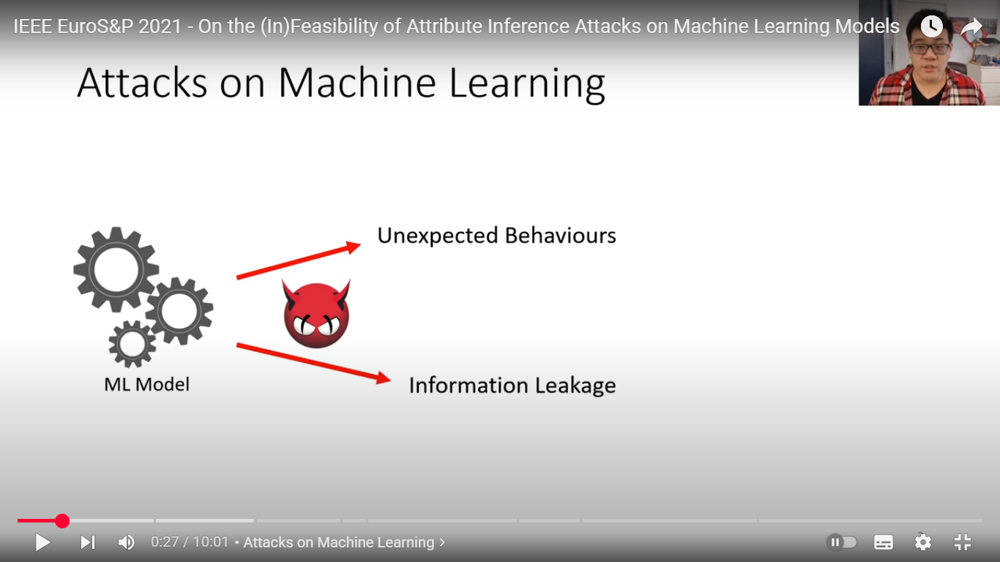 IEEE EuroS&P 2021 - On the (In)Feasibility of Attribute Inference Attacks on Machine Learning Models
Attacks on Machine Learning
Unexpected Behaviours
ML Model
Information Leakage
0:27 / 10:01 • Attacks on Machine Learning >